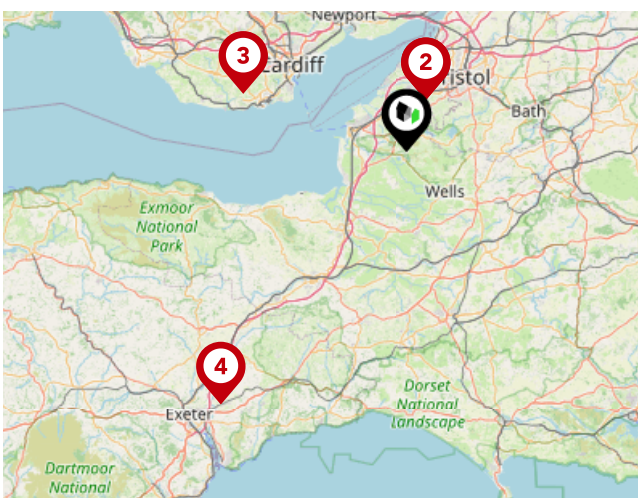 Newport
3
Cardiff
2
Bristol
Bath
Wells
Exmoor
National
Park
4
Exeter
Dorset
National
Landscape
Dartmoor
National